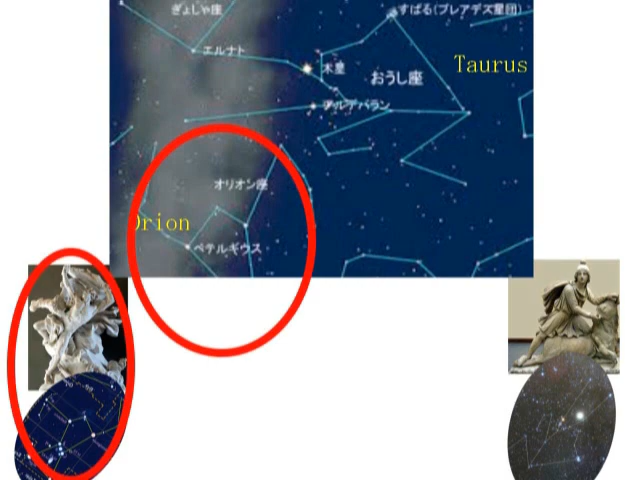 ぎょしゃ座
すばる(プレアデス星団)
エルナト
木星
おうし座
Taurus
アルデバラン
オリオン座
Orion
ベテルギウス